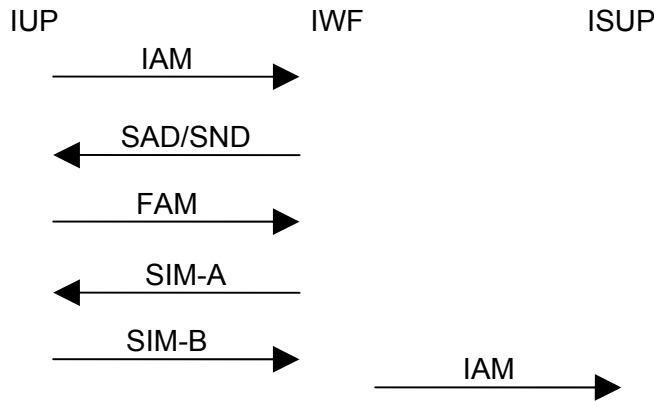 IUP IWF ISUP
IAM
SAD/SND
FAM
SIM-A
SIM-B
IAM